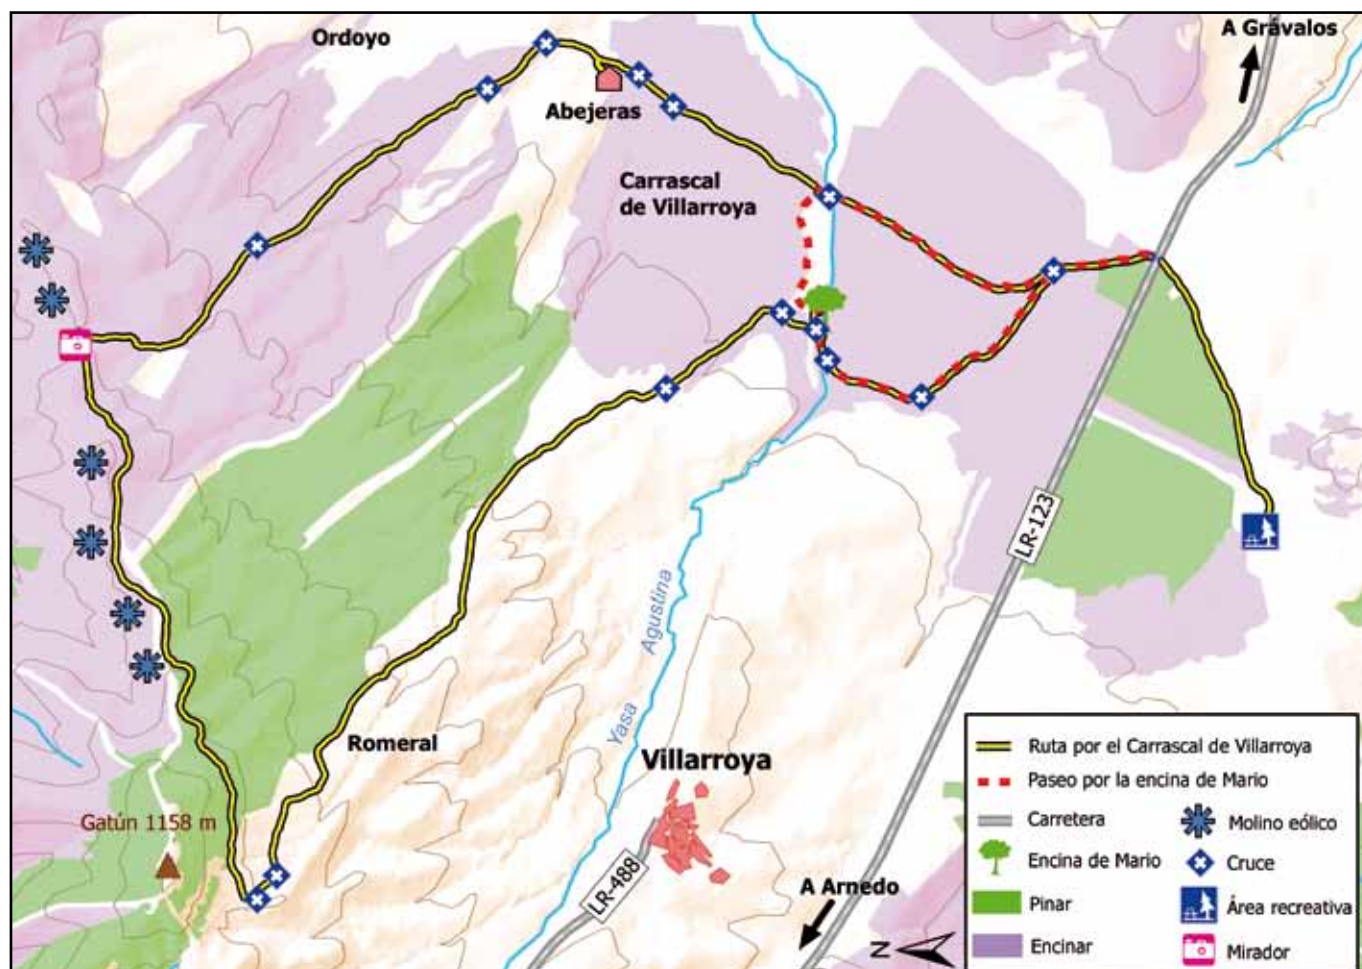 A Grávalos
Ordoyo
Abejeras
Carrascal
de Villarroya
LR-123
Yasa Agustina
Romeral
Villarroya
Gatún 1158 m
LR-488
A Arnedo
N
Ruta por el Carrascal de Villarroya
Paseo por la encina de Mario
Carretera
Molino eólico
Encina de Mario
Cruce
Pinar
Área recreativa
Encinar
Mirador